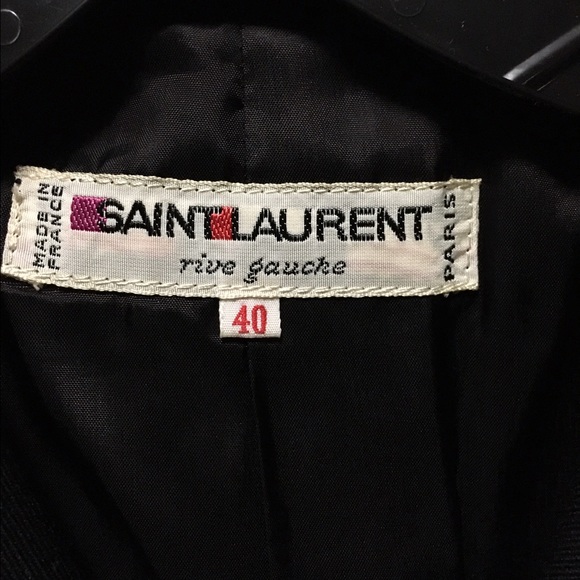 MADE IN
FRANCE
SAINT LAURENT
rive gauche
PARIS
40